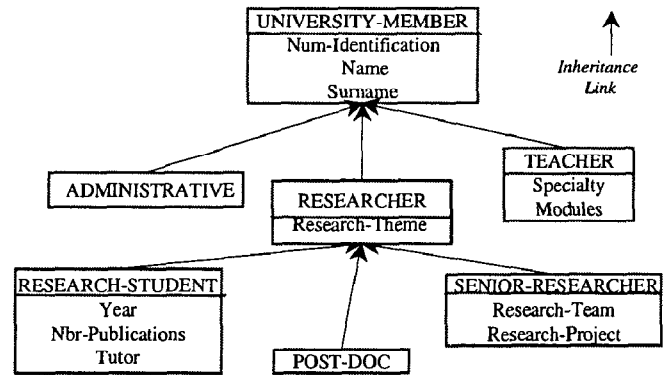 UNIVERSITY-MEMBER
Num-Identification
Name
Surname
Inheritance
Link
ADMINISTRATIVE
RESEARCHER
Research-Theme
TEACHER
Specialty
Modules
RESEARCH-STUDENT
Year
Nbr-Publications
Tutor
POST-DOC
SENIOR-RESEARCHER
Research-Team
Research-Project